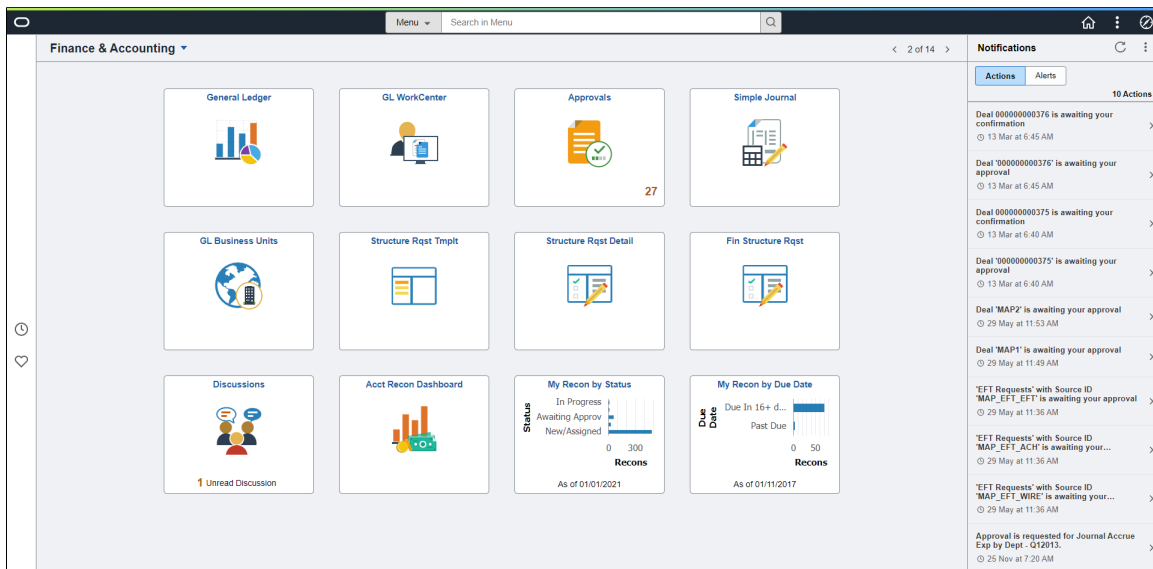 Menu
Search in Menu
Finance & Accounting
2 of 14
General Ledger
GL WorkCenter
Approvals
27
Simple Journal
GL Business Units
Structure Rqst Tmplt
Structure Rqst Detail
Fin Structure Rqst
Discussions
1 Unread Discussion
Acct Recon Dashboard
My Recon by Status
Status
In Progress
Awaiting Approv
New/Assigned
0 300
Recons
As of 01/01/2021
My Recon by Due Date
Due
Date
Due In 16+ d...
Past Due
0 50
Recons
As of 01/11/2017
Notifications
Actions
Alerts
10 Actions
Deal 000000000376 is awaiting your
confirmation
13 Mar at 6:45 AM
Deal '000000000376' is awaiting your
approval
13 Mar at 6:45 AM
Deal 000000000375 is awaiting your
confirmation
13 Mar at 6:40 AM
Deal '000000000375' is awaiting your
approval
13 Mar at 6:40 AM
Deal 'MAP2' is awaiting your approval
29 May at 11:53 AM
Deal 'MAP1' is awaiting your approval
29 May at 11:49 AM
'EFT Requests' with Source ID
'MAP_EFT_EFT' is awaiting your approval
29 May at 11:36 AM
'EFT Requests' with Source ID
'MAP_EFT_ACH' is awaiting your...
29 May at 11:36 AM
'EFT Requests' with Source ID
'MAP_EFT_WIRE' is awaiting your...
29 May at 11:36 AM
Approval is requested for Journal Accrue
Exp by Dept - Q12013.
25 Nov at 7:20 AM